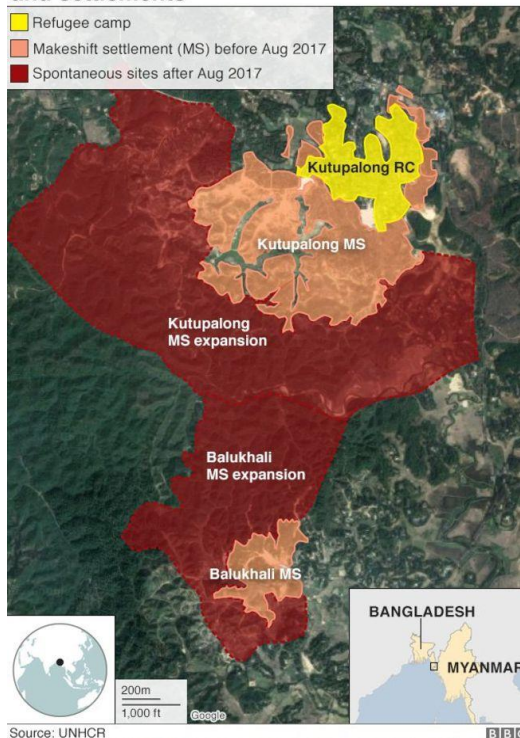 Refugee camp
Makeshift settlement (MS) before Aug 2017
Spontaneous sites after Aug 2017
Kutupalong RC
Kutupalong MS
Kutupalong
MS expansion
Balukhali
MS expansion
Balukhali MS
BANGLADESH
MYANMAR
200m
1,000 ft
Google
Source: UNHCR
BBC